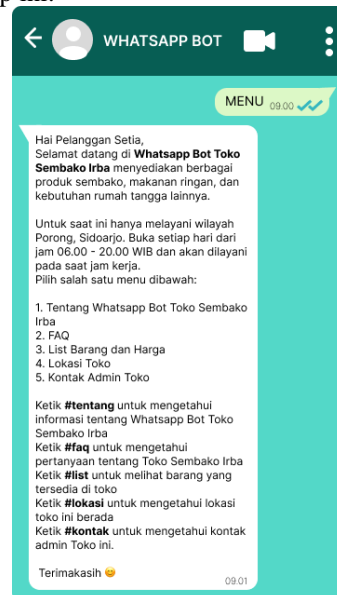 WHATSAPP BOT
MENU 09.00
Hai Pelanggan Setia,
Selamat datang di Whatsapp Bot Toko
Sembako Irba menyediakan berbagai
produk sembako, makanan ringan, dan
kebutuhan rumah tangga lainnya.
Untuk saat ini hanya melayani wilayah
Porong, Sidoarjo. Buka setiap hari dari
jam 06.00 - 20.00 WIB dan akan dilayani
pada saat jam kerja.
Pilih salah satu menu dibawah:
1. Tentang Whatsapp Bot Toko Sembako
Irba
2. FAQ
3. List Barang dan Harga
4. Lokasi Toko
5. Kontak Admin Toko
Ketik #tentang untuk mengetahui
informasi tentang Whatsapp Bot Toko
Sembako Irba
Ketik #faq untuk mengetahui
pertanyaan tentang Toko Sembako Irba
Ketik #list untuk melihat barang yang
tersedia di toko
Ketik #lokasi untuk mengetahui lokasi
toko ini berada
Ketik #kontak untuk mengetahui kontak
admin Toko ini.
Terimakasih 😊
09.01